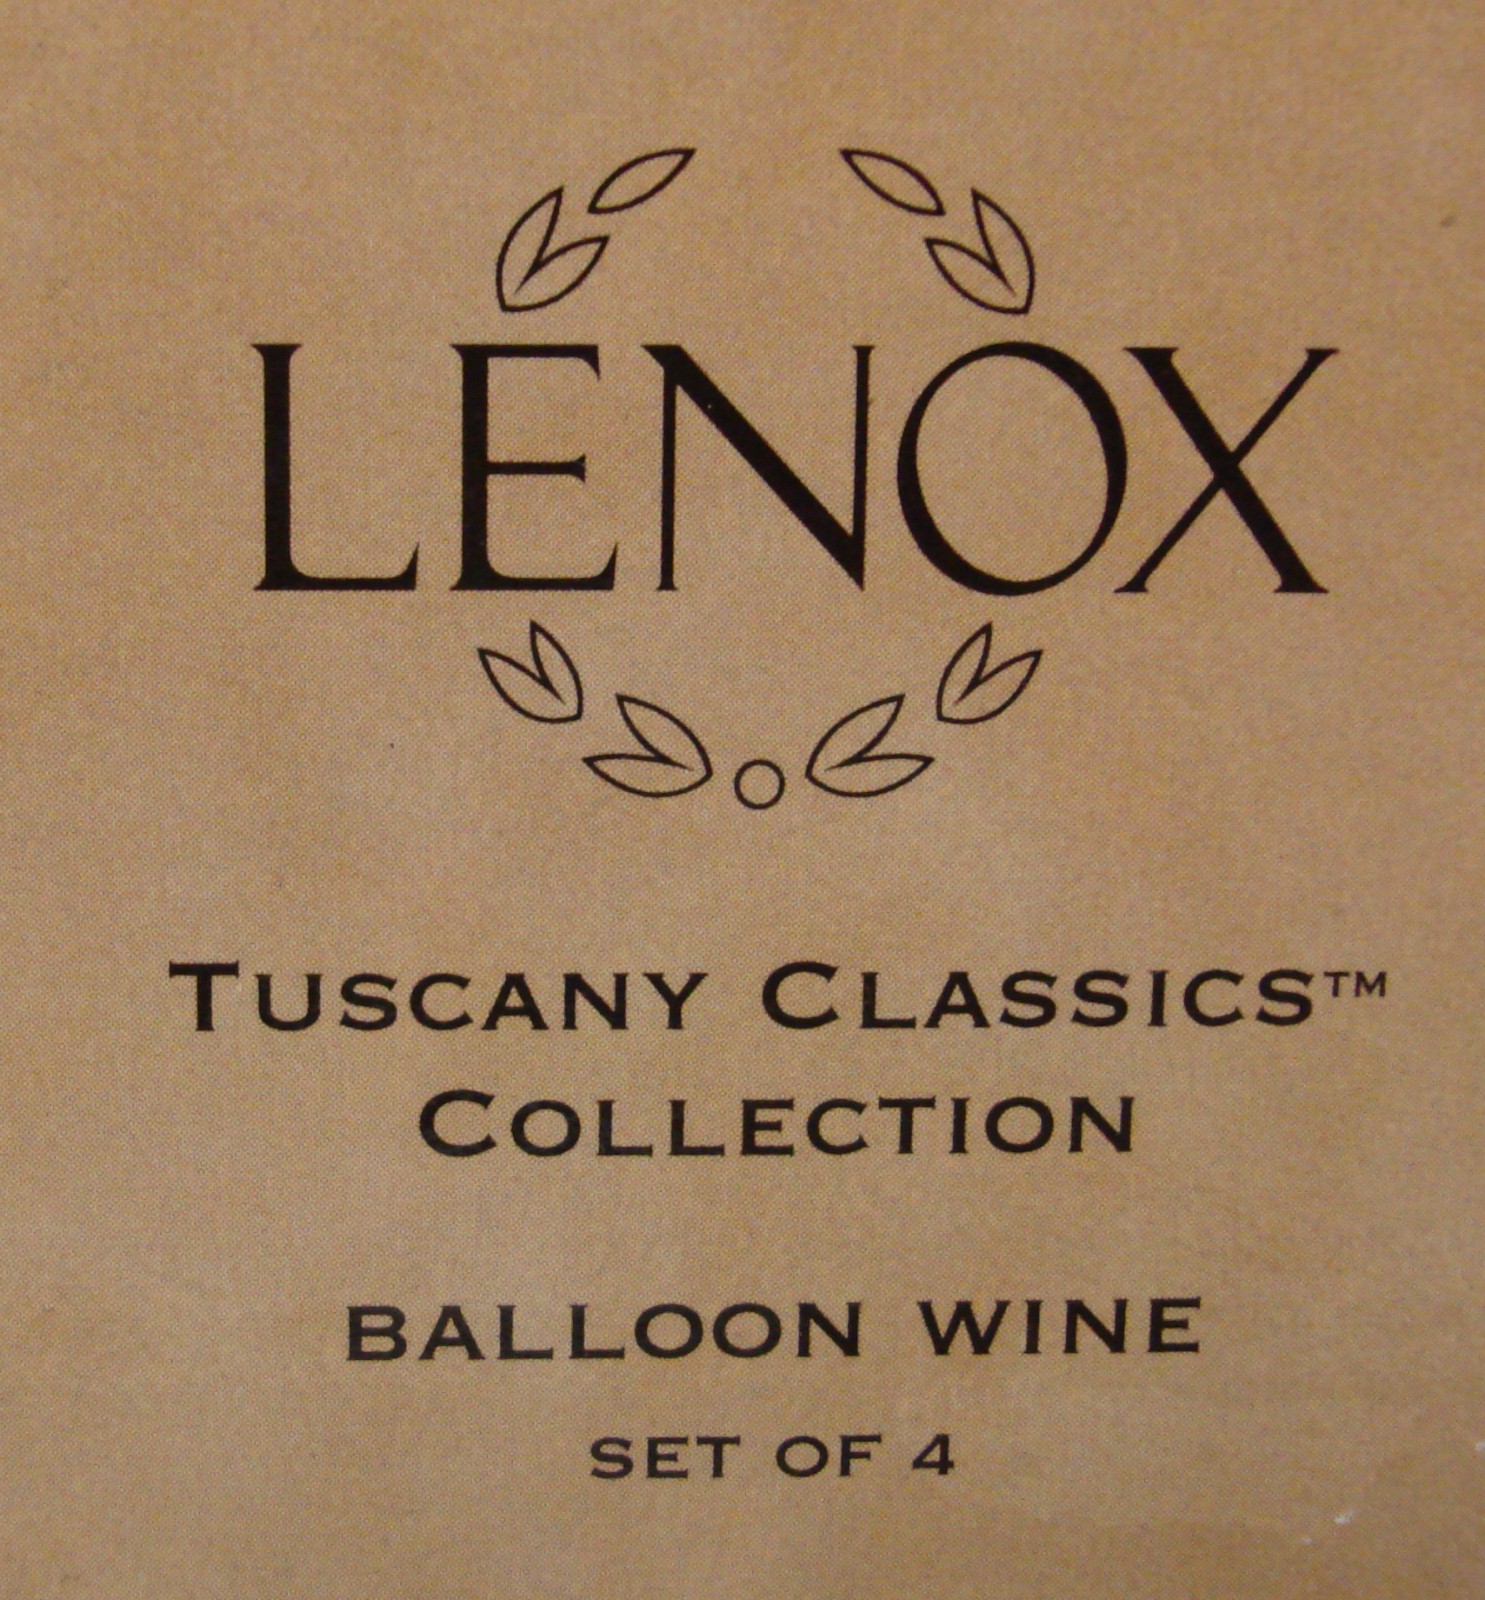 LENOX
TUSCANY CLASSICS™
COLLECTION
BALLOON WINE
SET OF 4